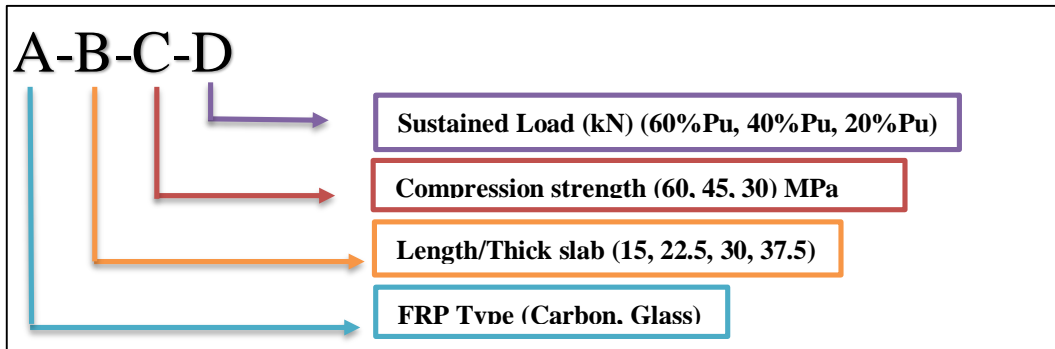 A-B-C-D
Sustained Load (kN) (60%Pu, 40%Pu, 20%Pu)
Compression strength (60, 45, 30) MPa
Length/Thick slab (15, 22.5, 30, 37.5)
FRP Type (Carbon, Glass)